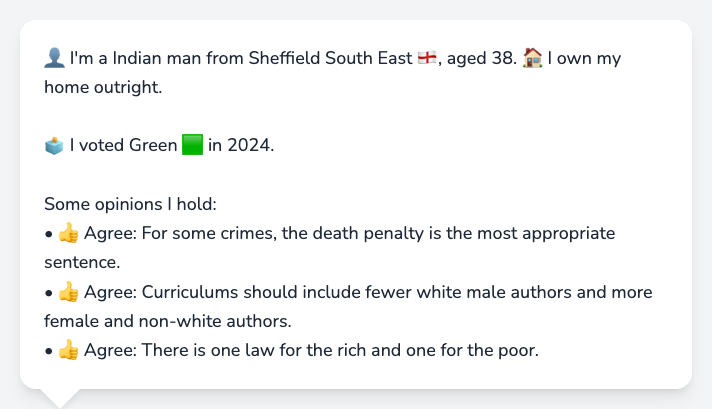 👤 I'm a Indian man from Sheffield South East 🏴󠁧󠁢󠁥󠁮󠁧󠁿, aged 38. 🏠 I own my
home outright.
🗳️ I voted Green 🟩 in 2024.
Some opinions I hold:
• 👍 Agree: For some crimes, the death penalty is the most appropriate
sentence.
• 👍 Agree: Curriculums should include fewer white male authors and more
female and non-white authors.
• 👍 Agree: There is one law for the rich and one for the poor.